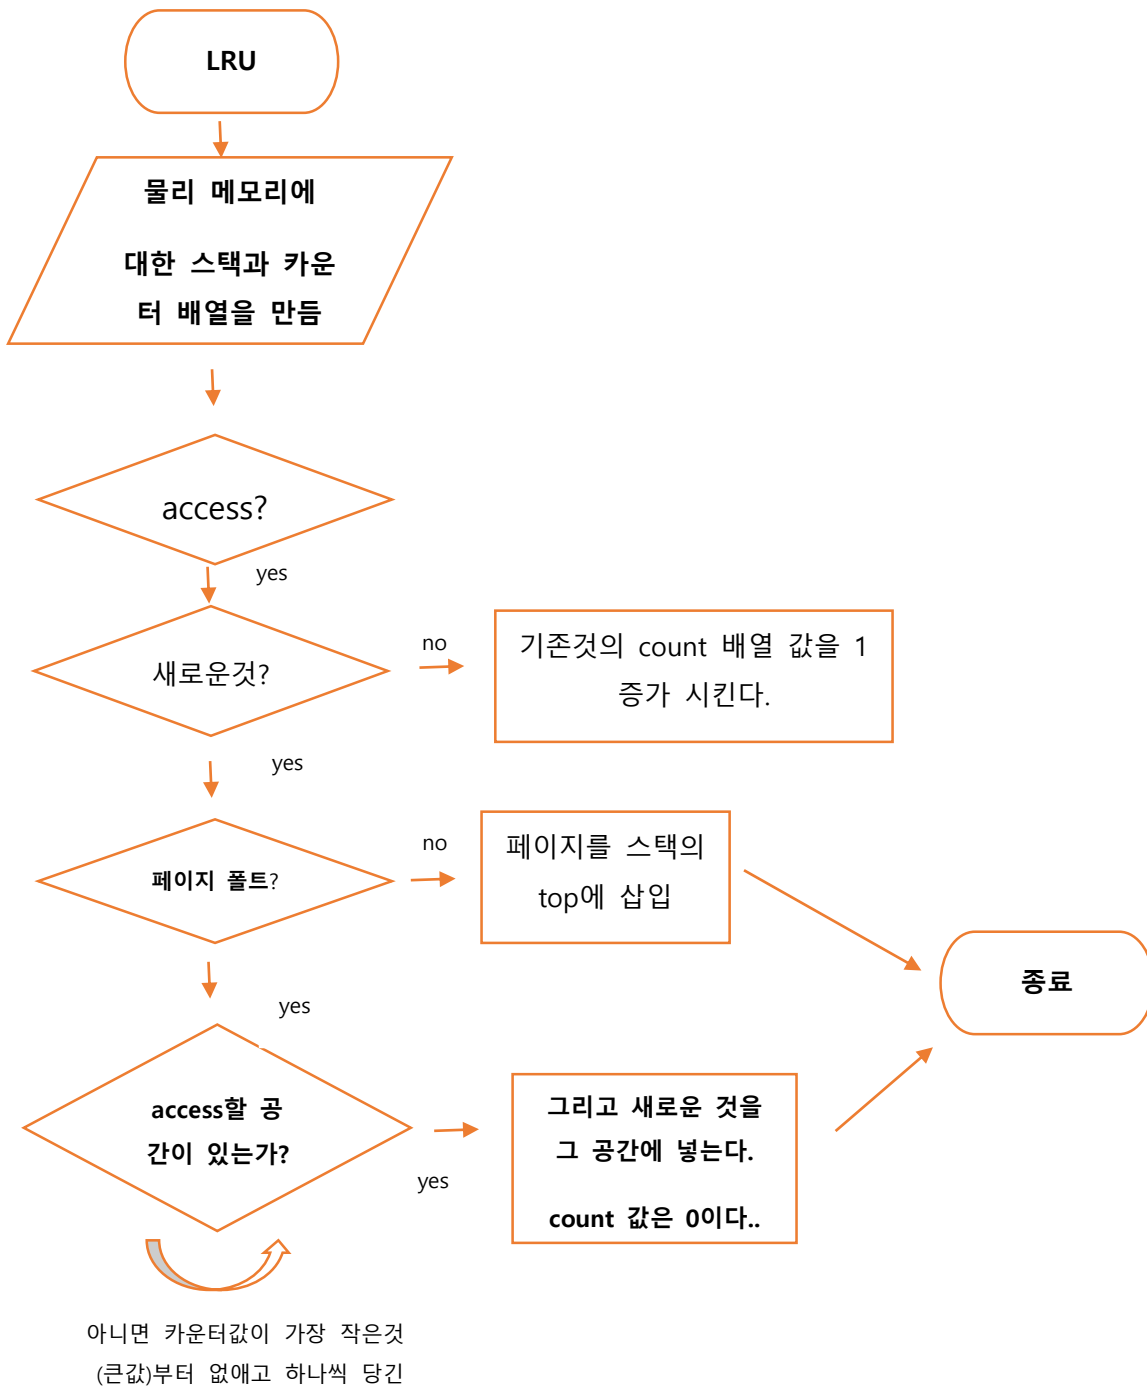 LRU
물리 메모리에
대한 스택과 카운
터 배열을 만듬
access?
yes
새로운것?
no
기존것의 count 배열 값을 1
증가 시킨다.
yes
페이지 폴트?
no
페이지를 스택의
top에 삽입
종료
yes
access할 공
간이 있는가?
yes
그리고 새로운 것을
그 공간에 넣는다.
count 값은 0이다..
아니면 카운터값이 가장 작은것
(큰값)부터 없애고 하나씩 당긴